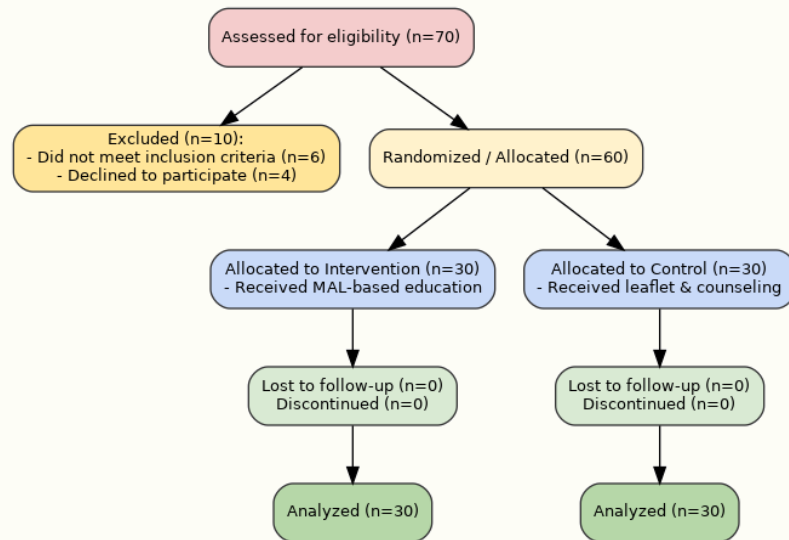 Assessed for eligibility (n=70)
Excluded (n=10):
- Did not meet inclusion criteria (n=6)
- Declined to participate (n=4)
Randomized / Allocated (n=60)
Allocated to Intervention (n=30)
- Received MAL-based education
Allocated to Control (n=30)
- Received leaflet & counseling
Lost to follow-up (n=0)
Discontinued (n=0)
Lost to follow-up (n=0)
Discontinued (n=0)
Analyzed (n=30)
Analyzed (n=30)